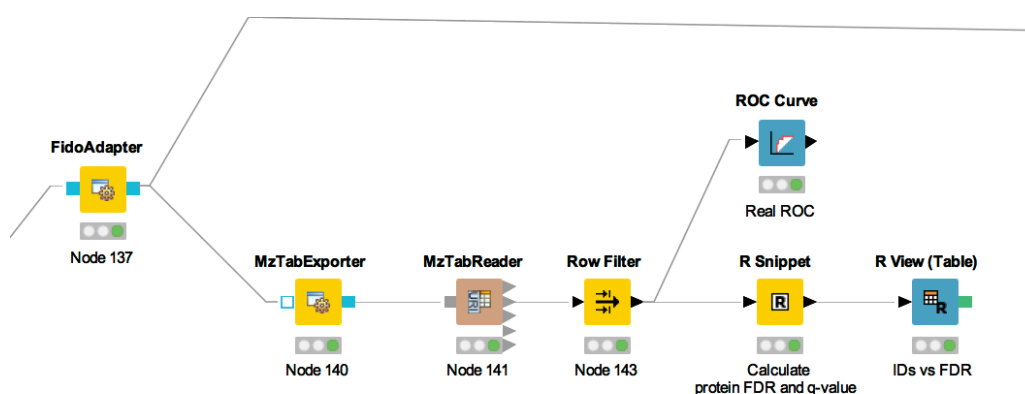 ROC Curve
Real ROC
FidoAdapter
Node 137
MzTabExporter
Node 140
MzTabReader
URI
Node 141
Row Filter
Node 143
R Snippet
R
Calculate
protein FDR and q-value
R View (Table)
R
IDs vs FDR